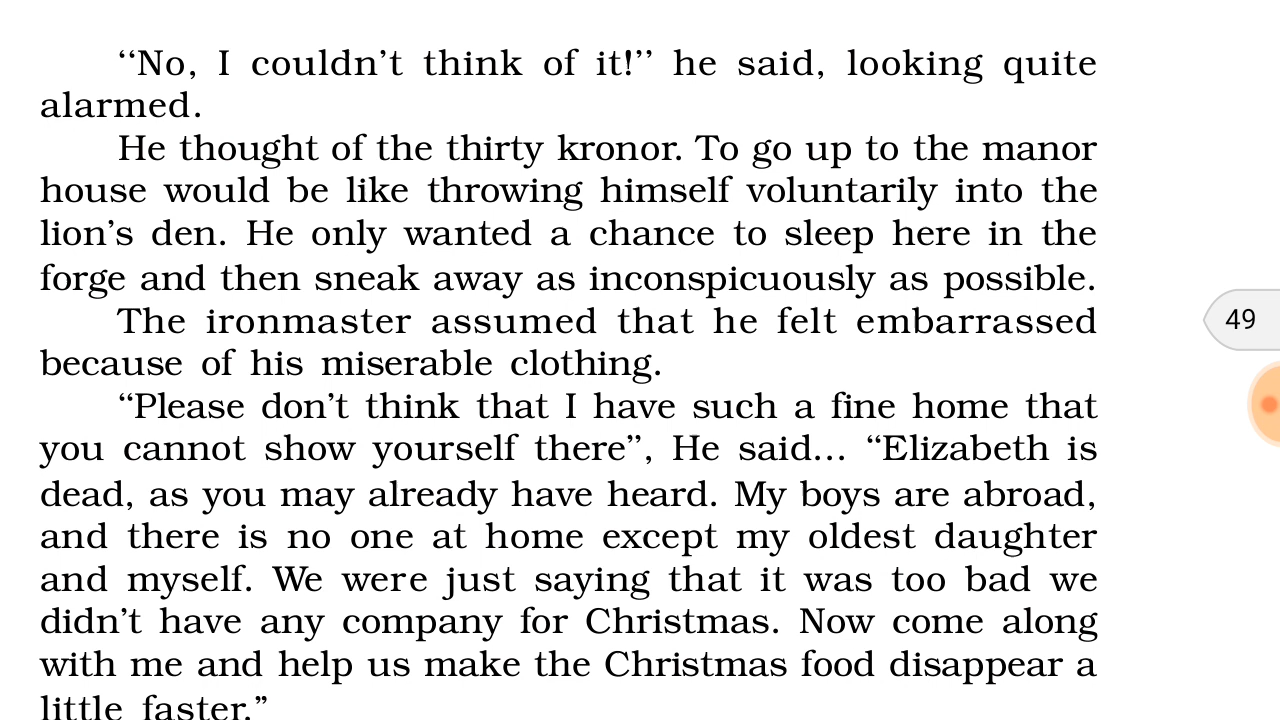 ‘‘No, I couldn’t think of it!’’ he said, looking quite
alarmed.
He thought of the thirty kronor. To go up to the manor
house would be like throwing himself voluntarily into the
lion’s den. He only wanted a chance to sleep here in the
forge and then sneak away as inconspicuously as possible.
The ironmaster assumed that he felt embarrassed
because of his miserable clothing.
“Please don’t think that I have such a fine home that
you cannot show yourself there”, He said... “Elizabeth is
dead, as you may already have heard. My boys are abroad,
and there is no one at home except my oldest daughter
and myself. We were just saying that it was too bad we
didn’t have any company for Christmas. Now come along
with me and help us make the Christmas food disappear a
little faster.”
49